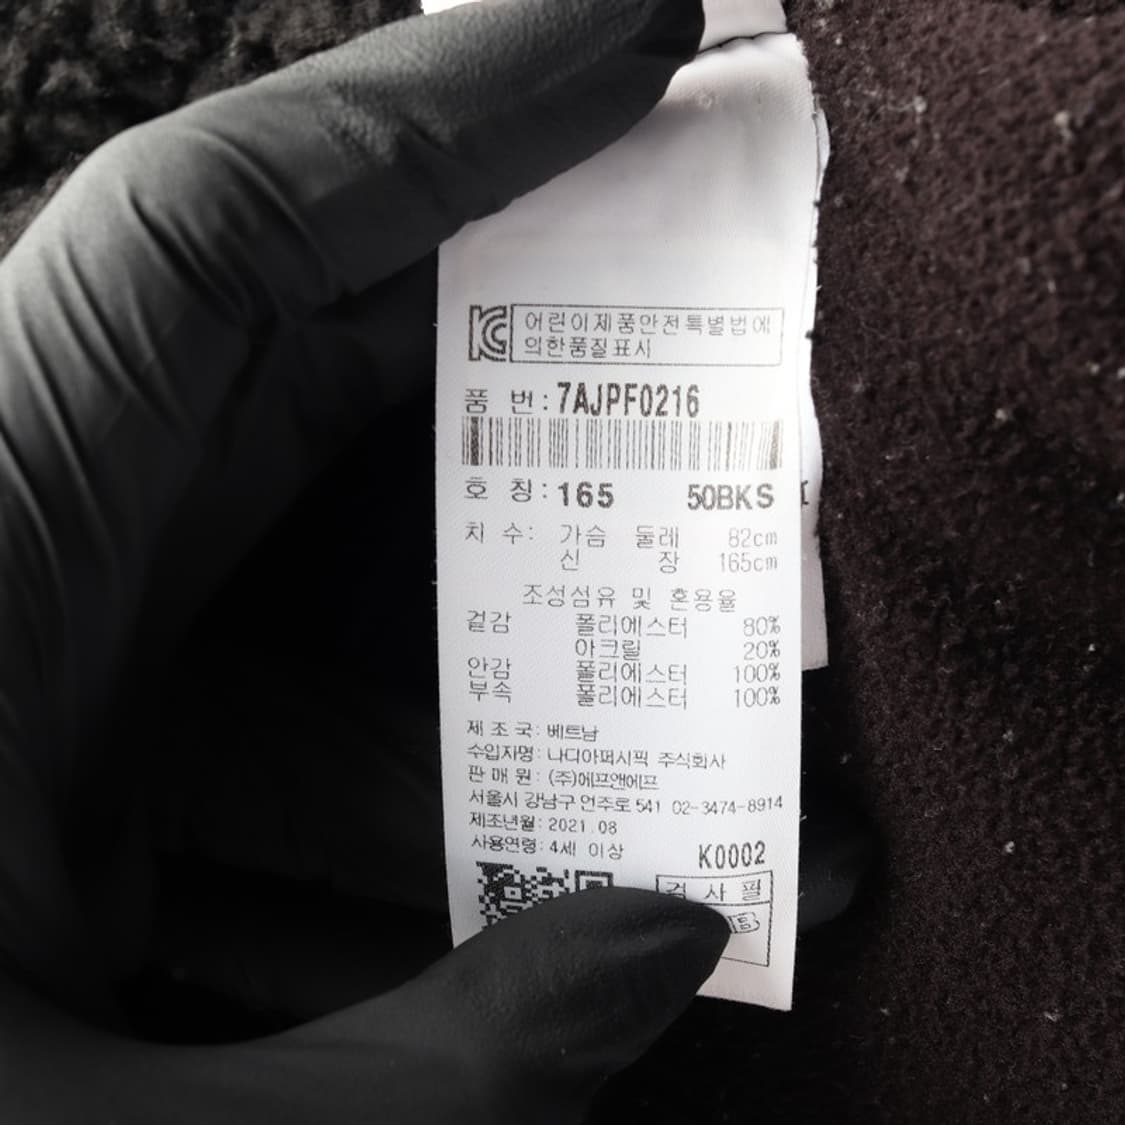 KC 어린이제품안전특별법에
의한품질표시
품 번: 7AJPF0216
호 칭: 165 50BKS
치 수: 가슴 둘레 82cm
신 장 165cm
조성섬유 및 혼용율
겉감 폴리에스터 80%
아크릴 20%
안감 폴리에스터 100%
부속 폴리에스터 100%
제 조 국: 베트남
수입자명: 나디아퍼시픽 주식회사
판 매 원: (주)에프앤에프
서울시 강남구 언주로 541 02-3474-8914
제조년월: 2021.08
사용연령: 4세 이상
K0002
검 사 필
B